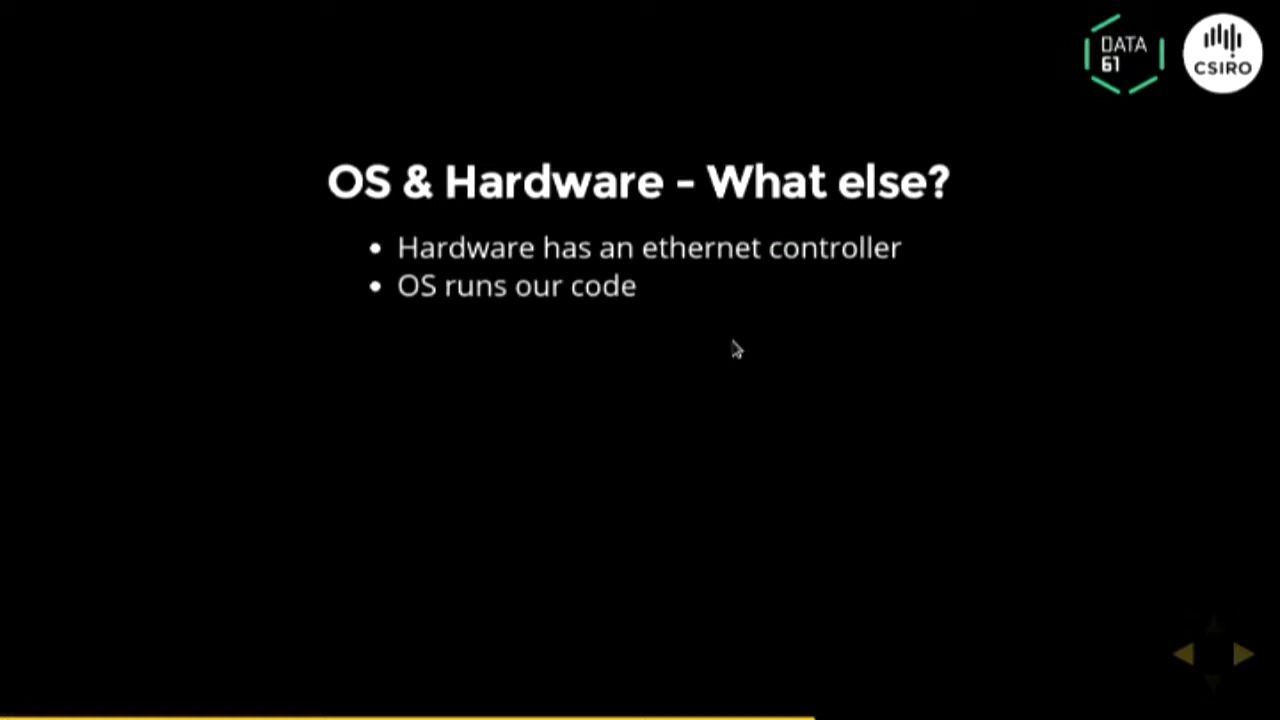 DATA
61
CSIRO
OS & Hardware - What else?
• Hardware has an ethernet controller
• OS runs our code